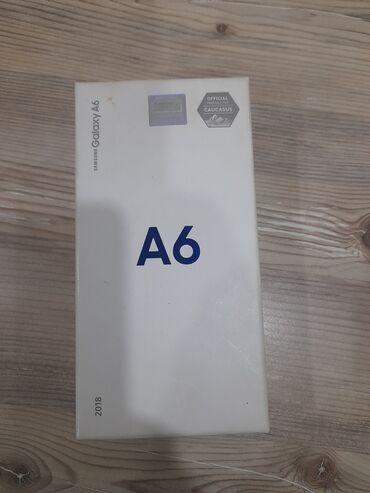 SAMSUNG Galaxy A6
OFFICIAL
CAUCASUS
A6
2018